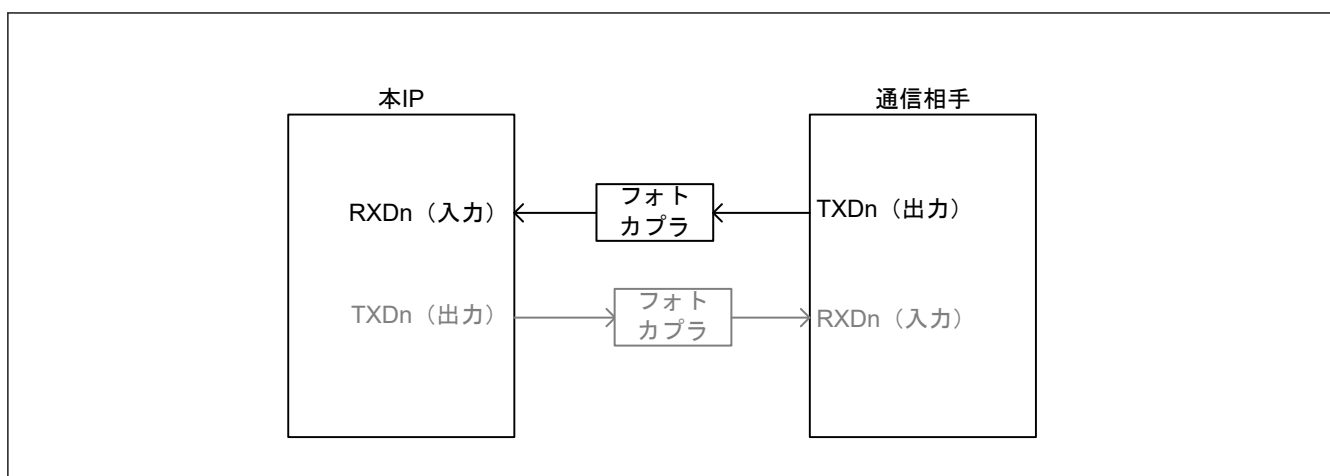 本IP
通信相手
RXDn（入力）
フォト
カプラ
TXDn（出力）
TXDn（出力）
フォト
カプラ
RXDn（入力）